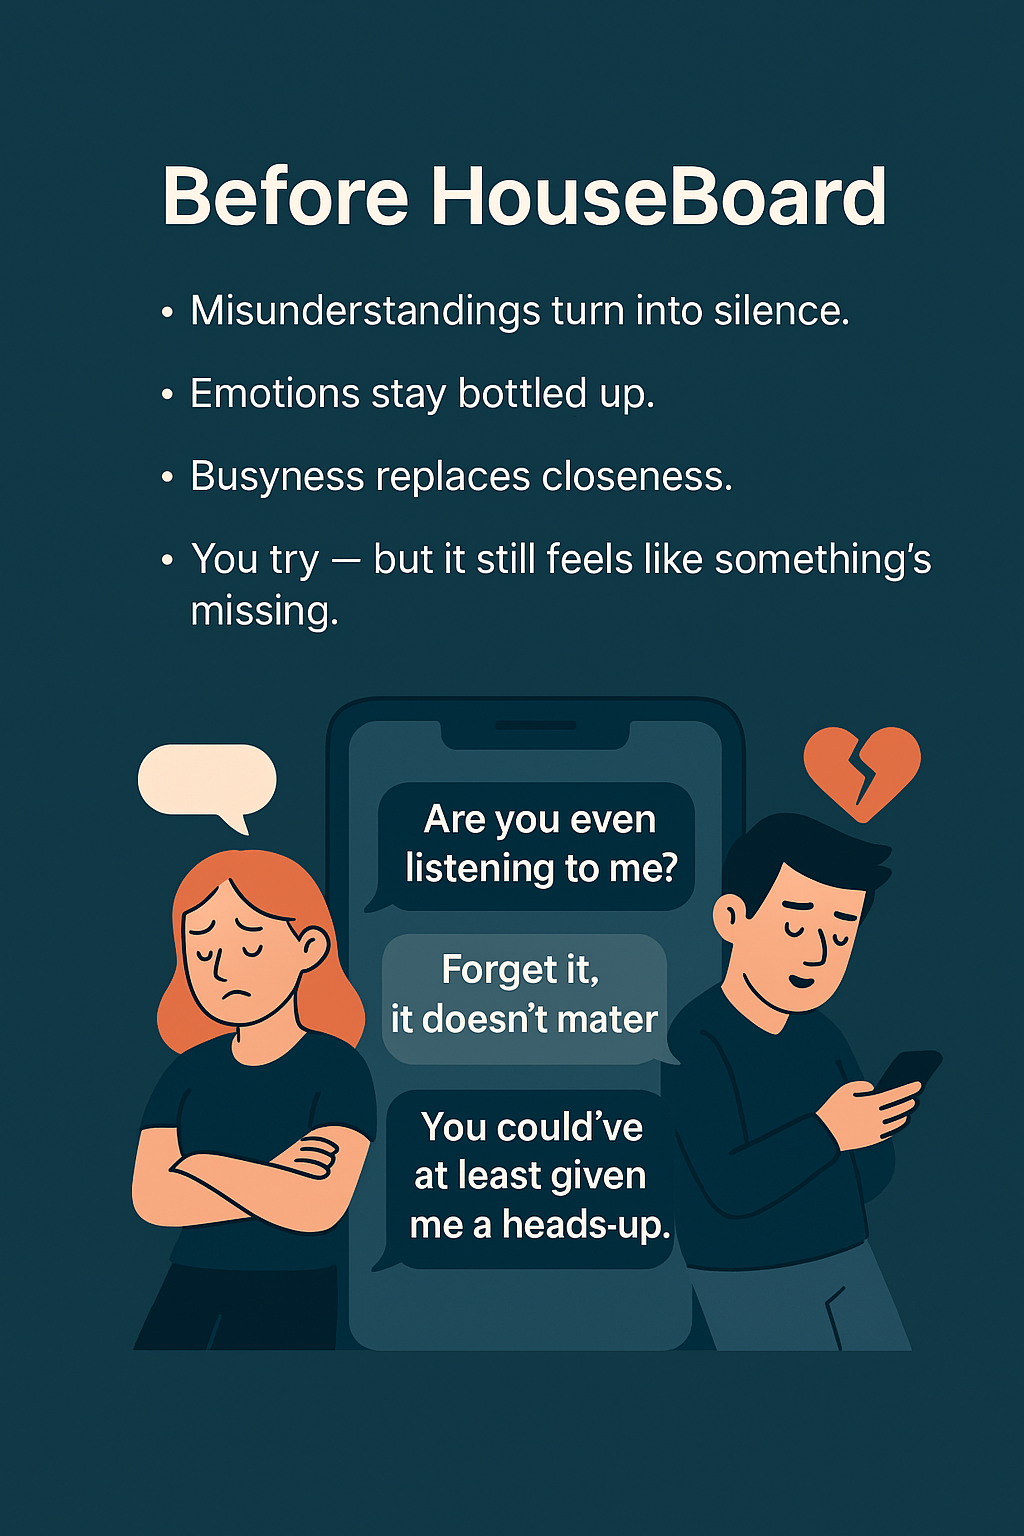 Before HouseBoard
• Misunderstandings turn into silence.
• Emotions stay bottled up.
• Busyness replaces closeness.
• You try — but it still feels like something’s
missing.
Are you even
listening to me?
Forget it,
it doesn’t mater
You could’ve
at least given
me a heads-up.